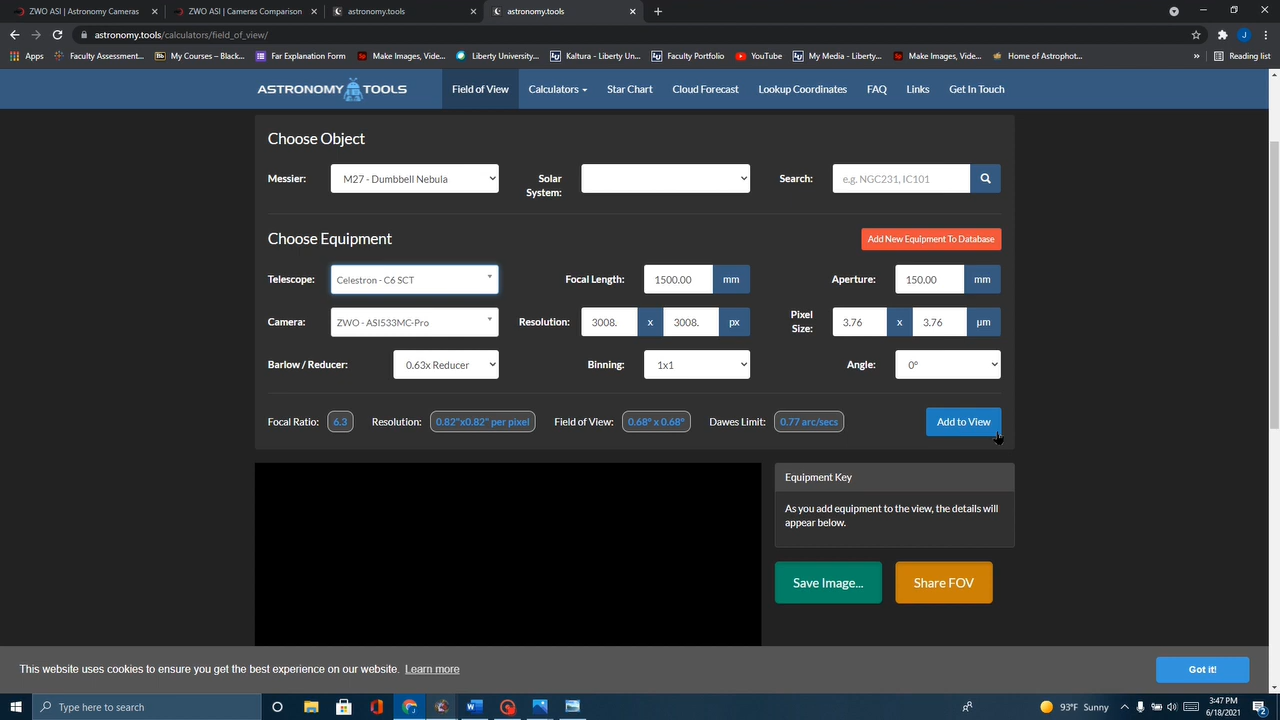 ZWO ASI | Astronomy Cameras
ZWO ASI | Cameras Comparison
astronomy.tools
astronomy.tools
astronomy.tools/calculators/field_of_view/
J
Apps
Faculty Assessment...
My Courses – Black...
Far Explanation Form
Make Images, Vide...
Liberty University...
Kaltura – Liberty Un...
Faculty Portfolio
YouTube
My Media – Liberty...
Make Images, Vide...
Home of Astrophot...
»
Reading list
ASTRONOMY TOOLS
Field of View
Calculators
Star Chart
Cloud Forecast
Lookup Coordinates
FAQ
Links
Get In Touch
Choose Object
Messier:
M27 - Dumbbell Nebula
Solar
System:
Search:
e.g. NGC231, IC101
Choose Equipment
Add New Equipment To Database
Telescope:
Celestron - C6 SCT
Focal Length:
1500.00
mm
Aperture:
150.00
mm
Camera:
ZWO - ASI533MC-Pro
Resolution:
3008.
x
3008.
px
Pixel
Size:
3.76
x
3.76
µm
Barlow / Reducer:
0.63x Reducer
Binning:
1x1
Angle:
0°
Focal Ratio:
6.3
Resolution:
0.82"x0.82" per pixel
Field of View:
0.68° x 0.68°
Dawes Limit:
0.77 arc/secs
Add to View
Equipment Key
As you add equipment to the view, the details will
appear below.
Save Image...
Share FOV
This website uses cookies to ensure you get the best experience on our website. Learn more
Got it!
Type here to search
93°F Sunny
3:47 PM
6/18/2021
2